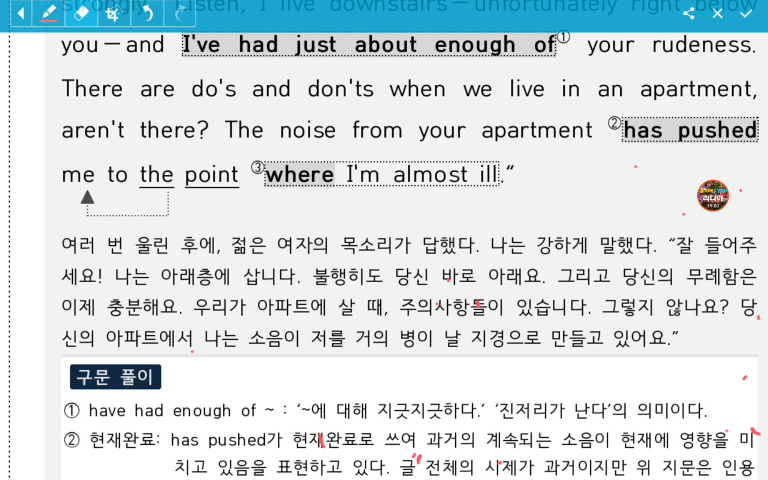 strongly. "Listen, I live downstairs—unfortunately right below
you—and I've had just about enough of① your rudeness.
There are do's and don'ts when we live in an apartment,
aren't there? The noise from your apartment ②has pushed
me to the point ③where I'm almost ill.“
여러 번 울린 후에, 젊은 여자의 목소리가 답했다. 나는 강하게 말했다. “잘 들어주
세요! 나는 아래층에 삽니다. 불행히도 당신 바로 아래요. 그리고 당신의 무례함은
이제 충분해요. 우리가 아파트에 살 때, 주의사항들이 있습니다. 그렇지 않나요? 당
신의 아파트에서 나는 소음이 저를 거의 병이 날 지경으로 만들고 있어요.”
구문 풀이
① have had enough of ~ : ‘~에 대해 지긋지긋하다.’ ‘진저리가 난다’의 의미이다.
② 현재완료: has pushed가 현재완료로 쓰여 과거의 계속되는 소음이 현재에 영향을 미
치고 있음을 표현하고 있다. 글 전체의 시제가 과거이지만 위 지문은 인용